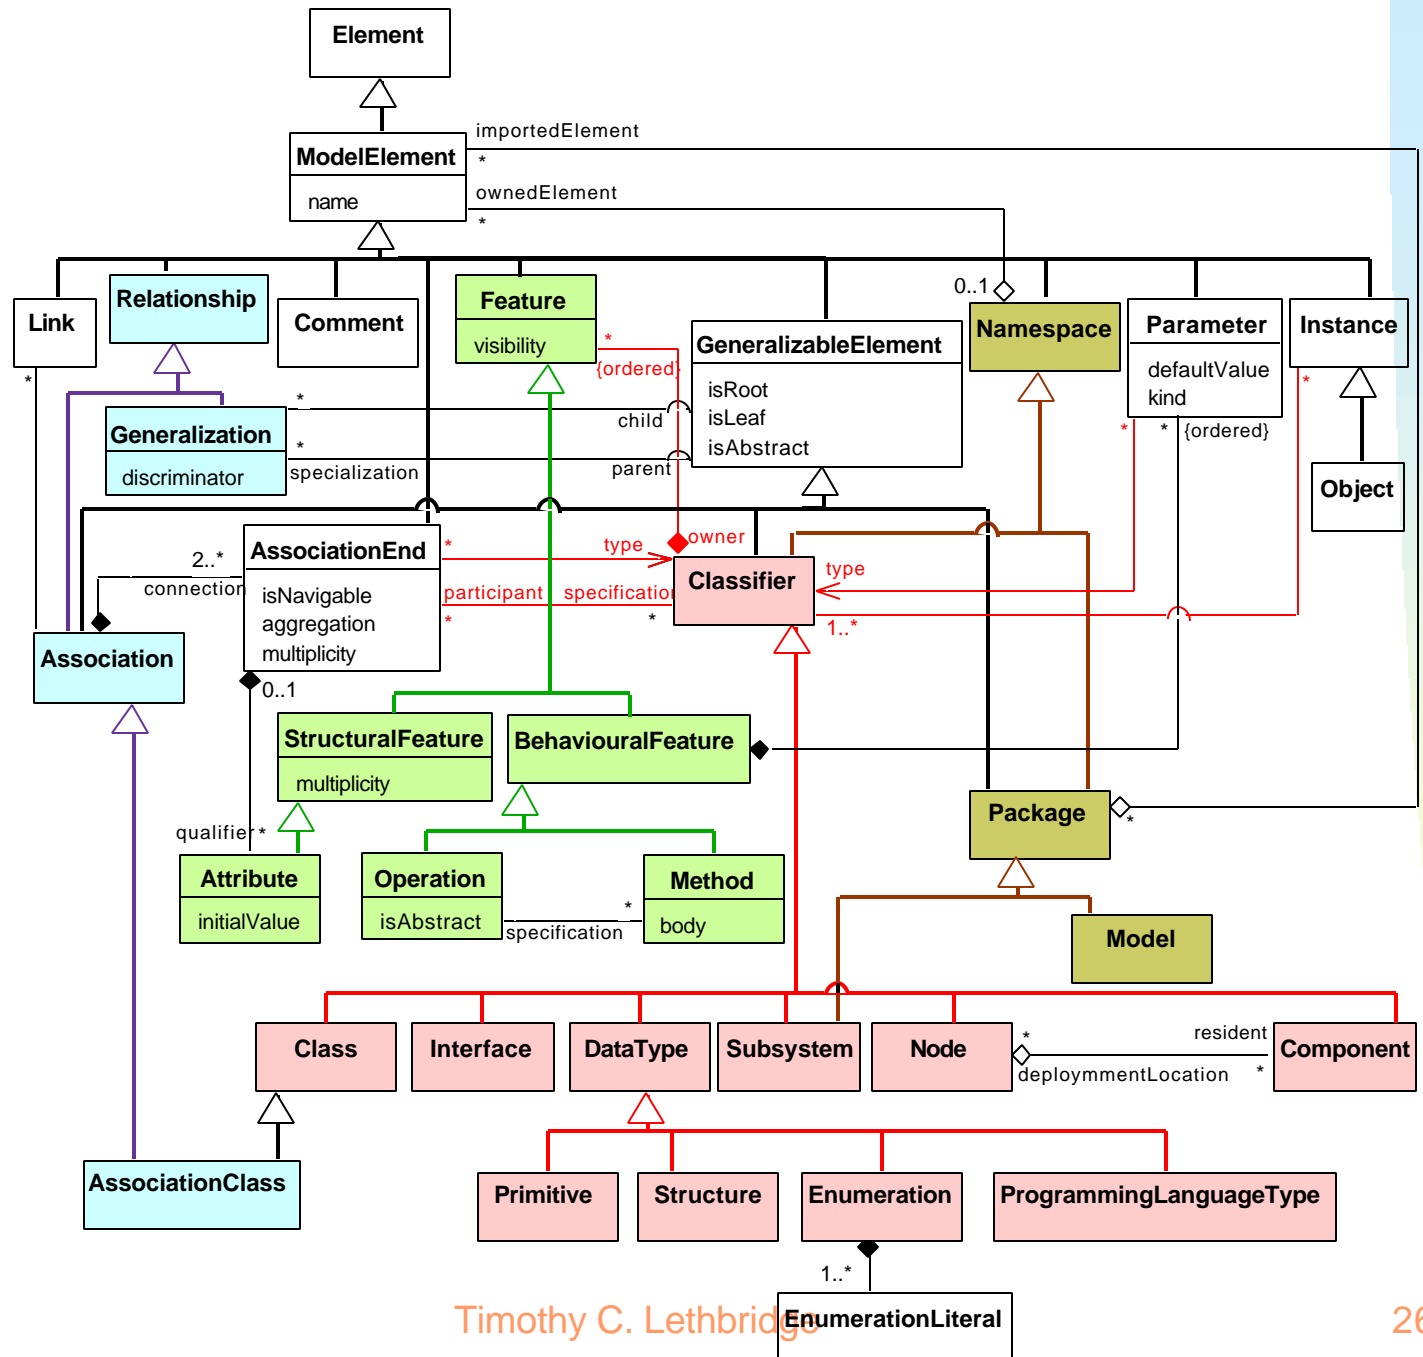 Element
importedElement
*
ModelElement
name
ownedElement
*
0..1
Link
Relationship
Comment
Feature
visibility
*
{ordered}
GeneralizableElement
isRoot
isLeaf
isAbstract
Namespace
Parameter
defaultValue
kind
Instance
*
*
*
*
{ordered}
Generalization
discriminator
*
child
*
specialization
parent
Object
AssociationEnd
isNavigable
aggregation
multiplicity
2..*
connection
*
type
owner
Classifier
type
participant
specification
*
*
1..*
Association
0..1
StructuralFeature
multiplicity
BehaviouralFeature
Package
*
qualifier
*
Attribute
initialValue
Operation
isAbstract
*
specification
Method
body
Model
Class
Interface
DataType
Subsystem
Node
*
resident
deploymmentLocation
*
Component
AssociationClass
Primitive
Structure
Enumeration
ProgrammingLanguageType
1..*
EnumerationLiteral
Timothy C. Lethbridge
26